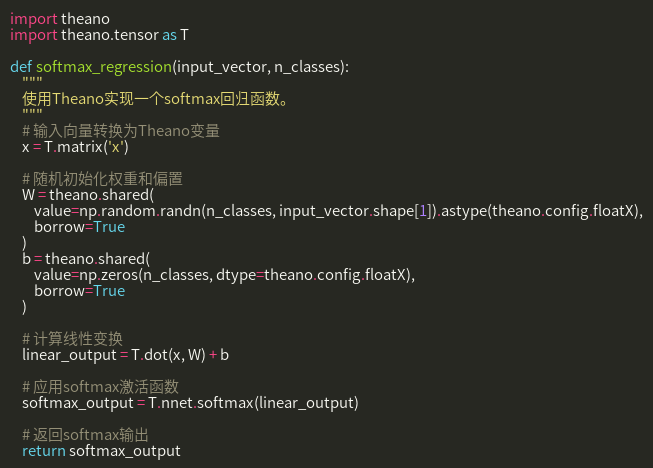 import theano
import theano.tensor as T

def softmax_regression(input_vector, n_classes):
    """
    使用Theano实现一个softmax回归函数。
    """
    # 输入向量转换为Theano变量
    x = T.matrix('x')

    # 随机初始化权重和偏置
    W = theano.shared(
        value=np.random.randn(n_classes, input_vector.shape[1]).astype(theano.config.floatX),
        borrow=True
    )
    b = theano.shared(
        value=np.zeros(n_classes, dtype=theano.config.floatX),
        borrow=True
    )

    # 计算线性变换
    linear_output = T.dot(x, W) + b

    # 应用softmax激活函数
    softmax_output = T.nnet.softmax(linear_output)

    # 返回softmax输出
    return softmax_output